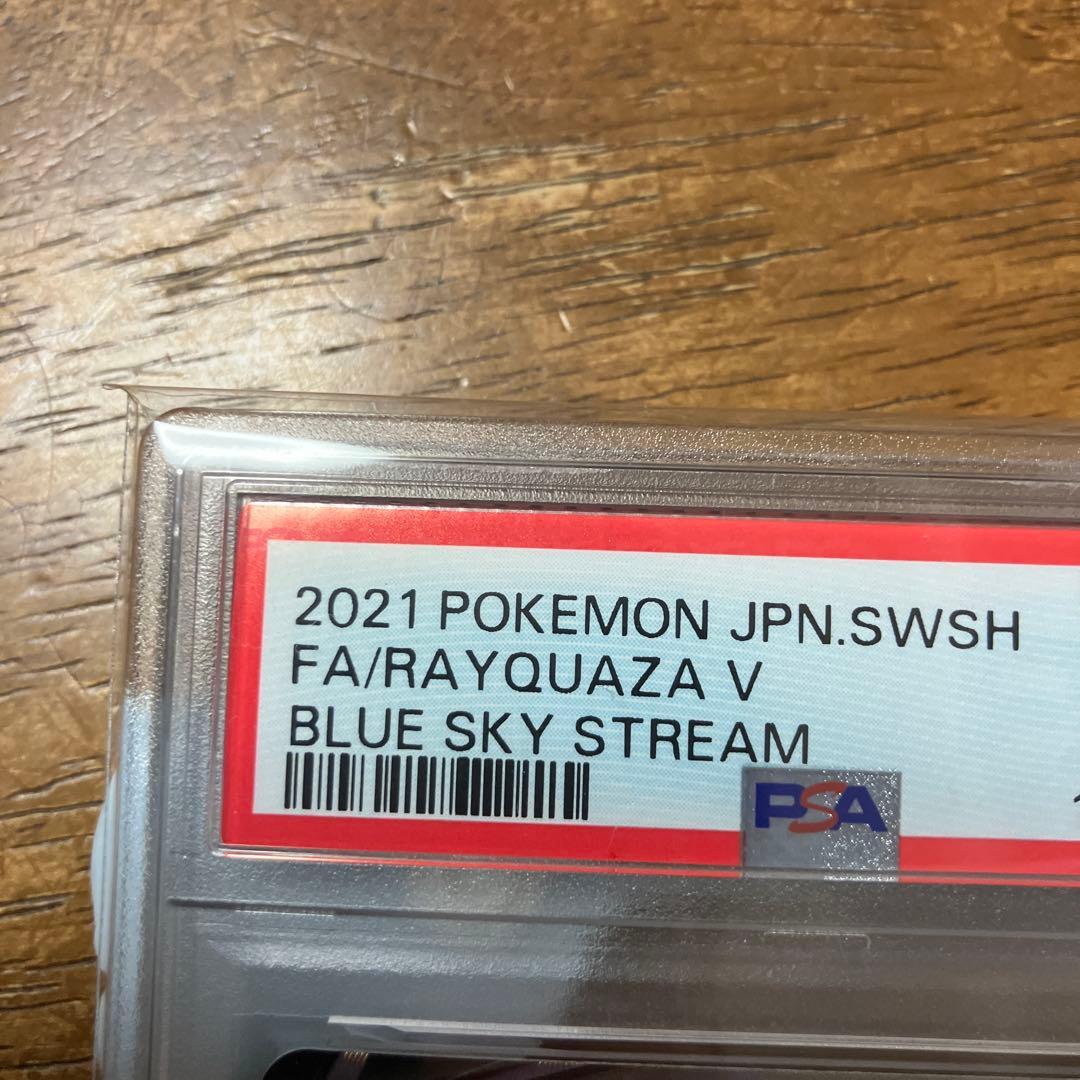 2021 POKEMON JPN.SWSH
FA/RAYQUAZA V
BLUE SKY STREAM
PSA